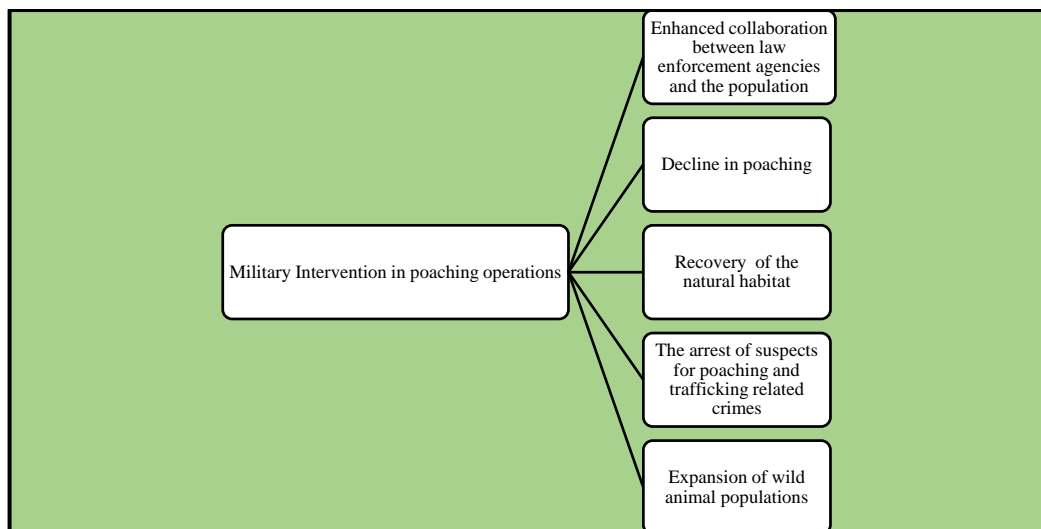 Enhanced collaboration
between law
enforcement agencies
and the population
Decline in poaching
Military Intervention in poaching operations
Recovery of the
natural habitat
The arrest of suspects
for poaching and
trafficking related
crimes
Expansion of wild
animal populations